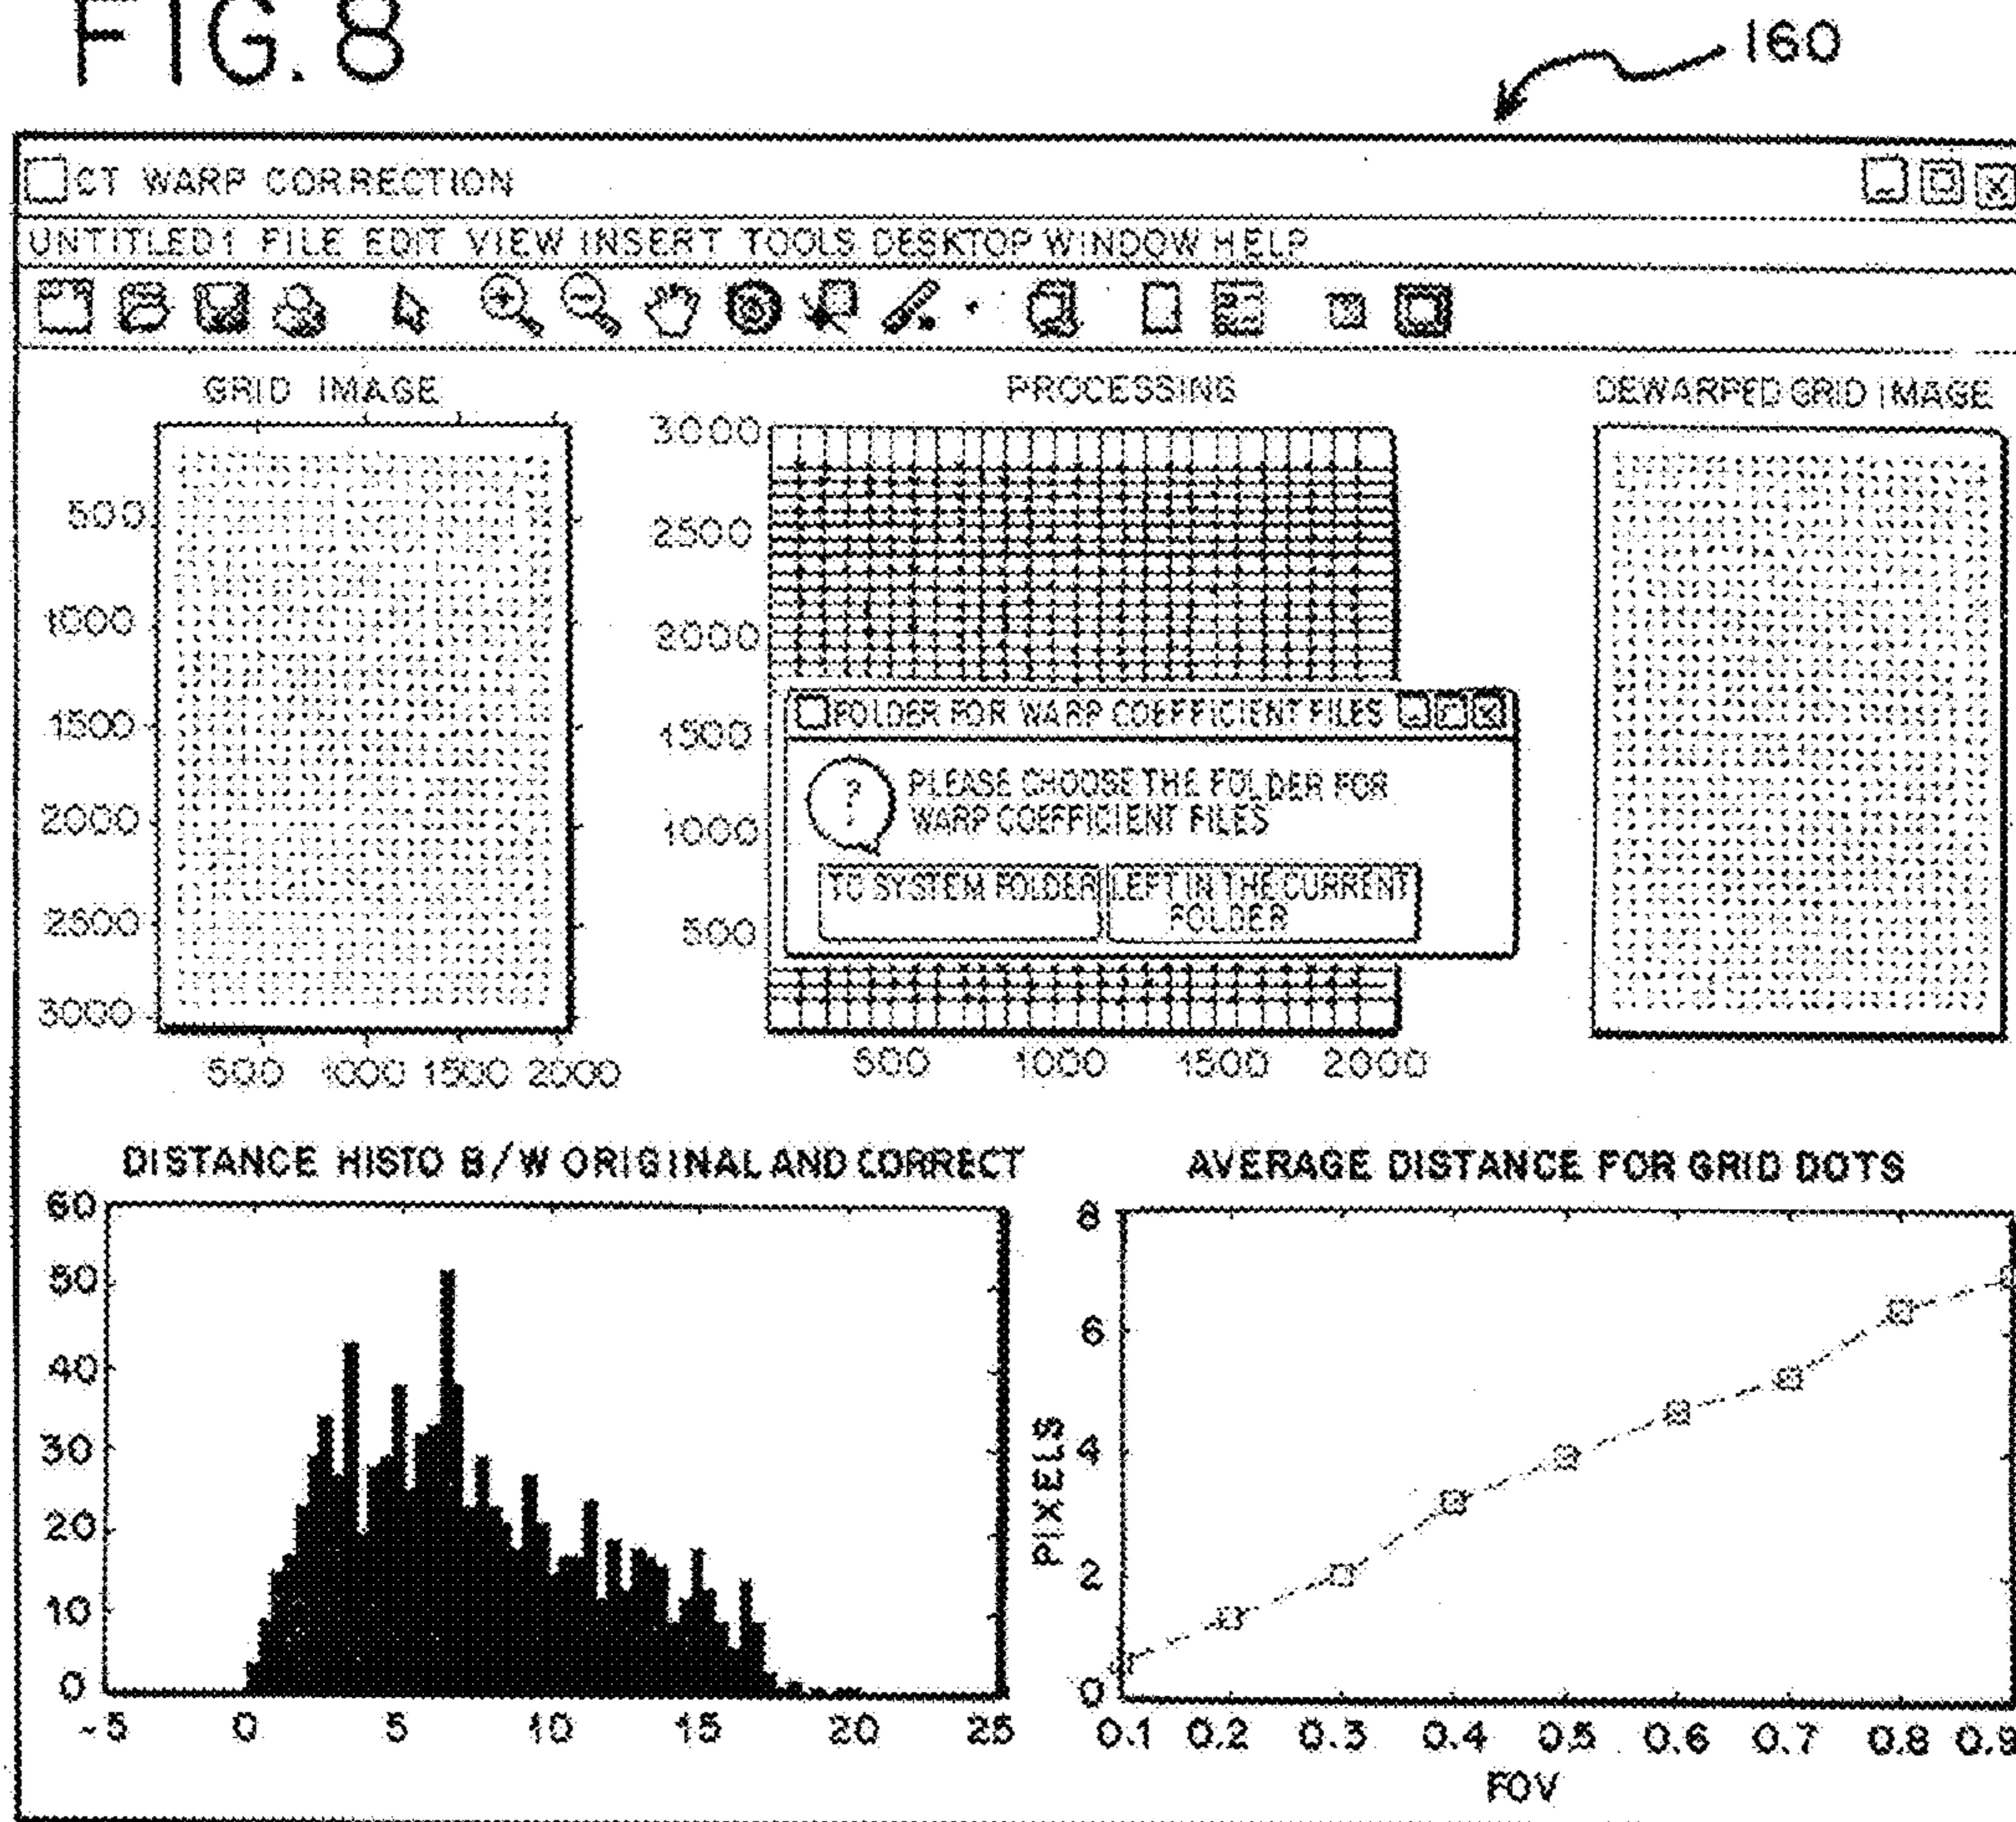 FIG. 8
160
CT WARP CORRECTION
UNTITLED1 FILE EDIT VIEW INSERT TOOLS DESKTOP WINDOW HELP
GRID IMAGE
500
1000
1500
2000
2500
3000
500 1000 1500 2000
PROCESSING
3000
2500
2000
1500
1000
500
500 1000 1500 2000
FOLDER FOR WARP COEFFICIENT FILES
?
PLEASE CHOOSE THE FOLDER FOR
WARP COEFFICIENT FILES
TO SYSTEM FOLDER
LEFT IN THE CURRENT
FOLDER
DEWARPED GRID IMAGE
DISTANCE HISTO B/W ORIGINAL AND CORRECT
60
50
40
30
20
10
0
-5 0 5 10 15 20 25
AVERAGE DISTANCE FOR GRID DOTS
PIXELS
8
6
4
2
0
0.1 0.2 0.3 0.4 0.5 0.6 0.7 0.8 0.9
FOV